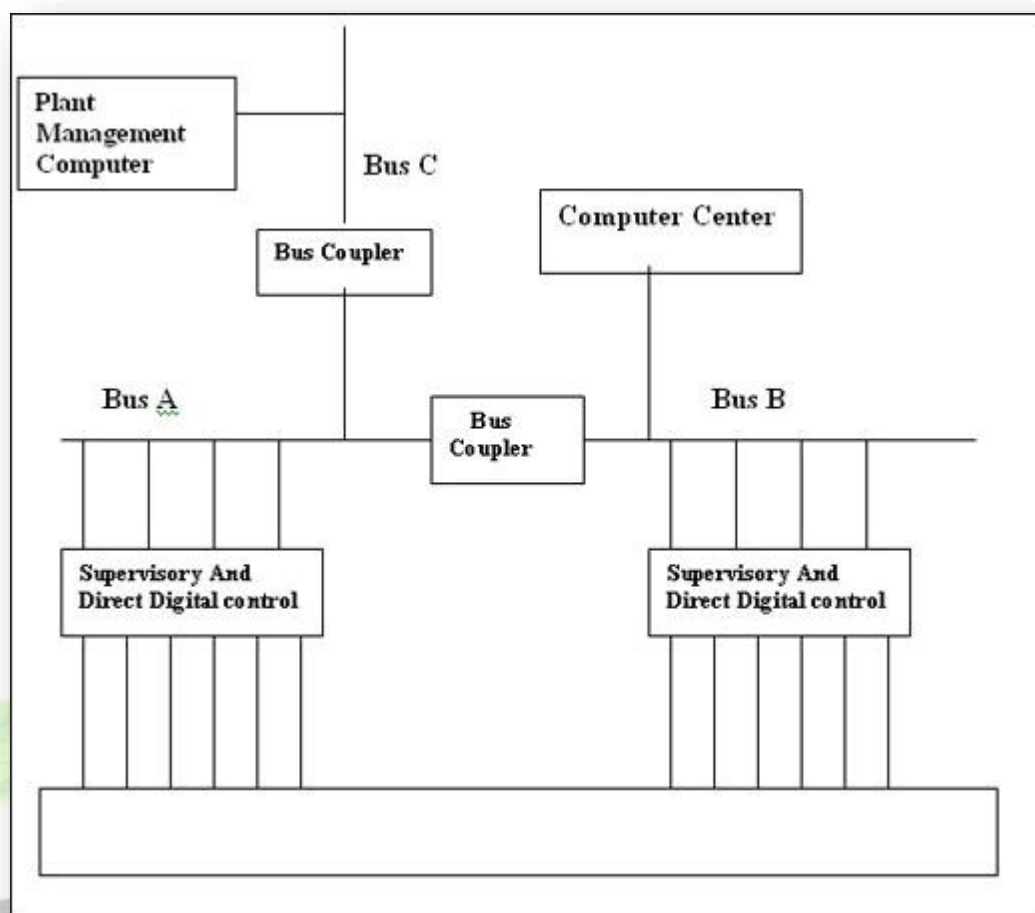 Plant
Management
Computer
Bus C
Computer Center
Bus Coupler
Bus A
Bus
Coupler
Bus B
Supervisory And
Direct Digital control
Supervisory And
Direct Digital control